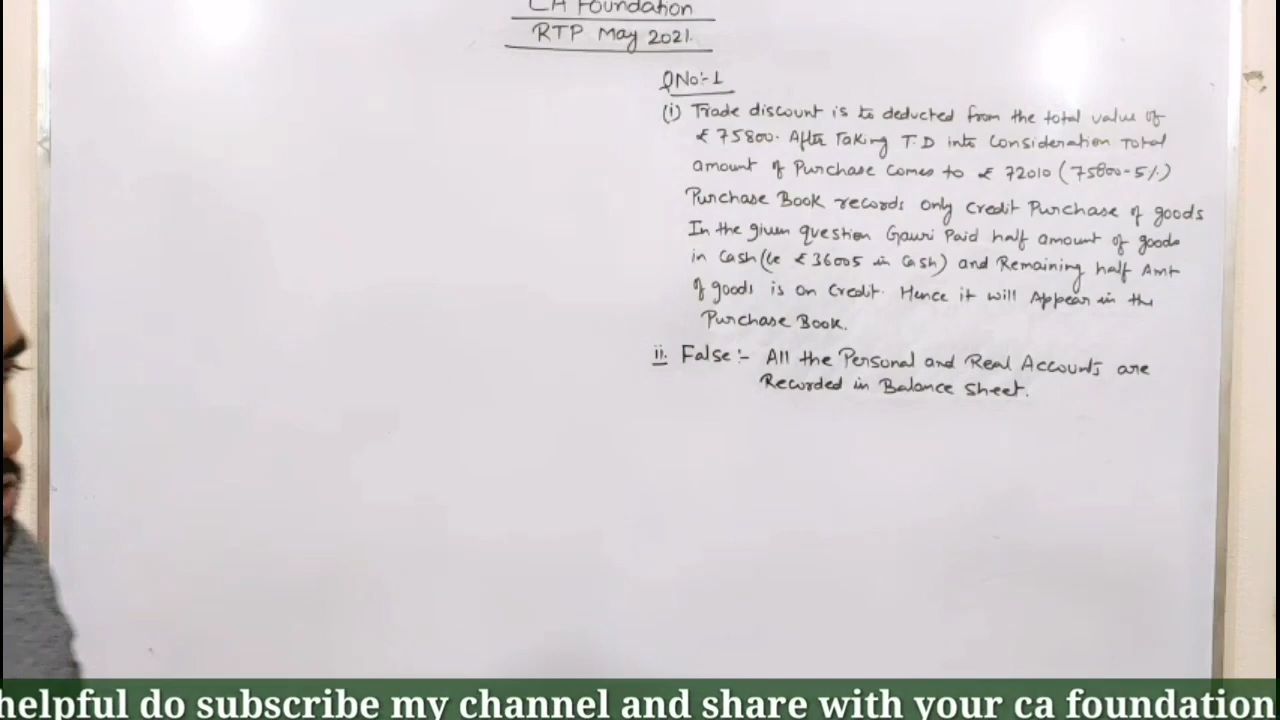 CA Foundation
RTP May 2021.
QNo:-1
(i) Trade discount is to deducted from the total value of
₹ 75800. After Taking T.D into Consideration Total
amount of Purchase Comes to ₹ 72010 (75800-5%)
Purchase Book records only Credit Purchase of goods
In the given question Gauri Paid half amount of goods
in Cash (ie ₹ 36005 in Cash) and Remaining half Amt
of goods is on Credit. Hence it will Appear in the
Purchase Book.
ii. False:- All the Personal and Real Accounts are
Recorded in Balance Sheet.
helpful do subscribe my channel and share with your ca foundation